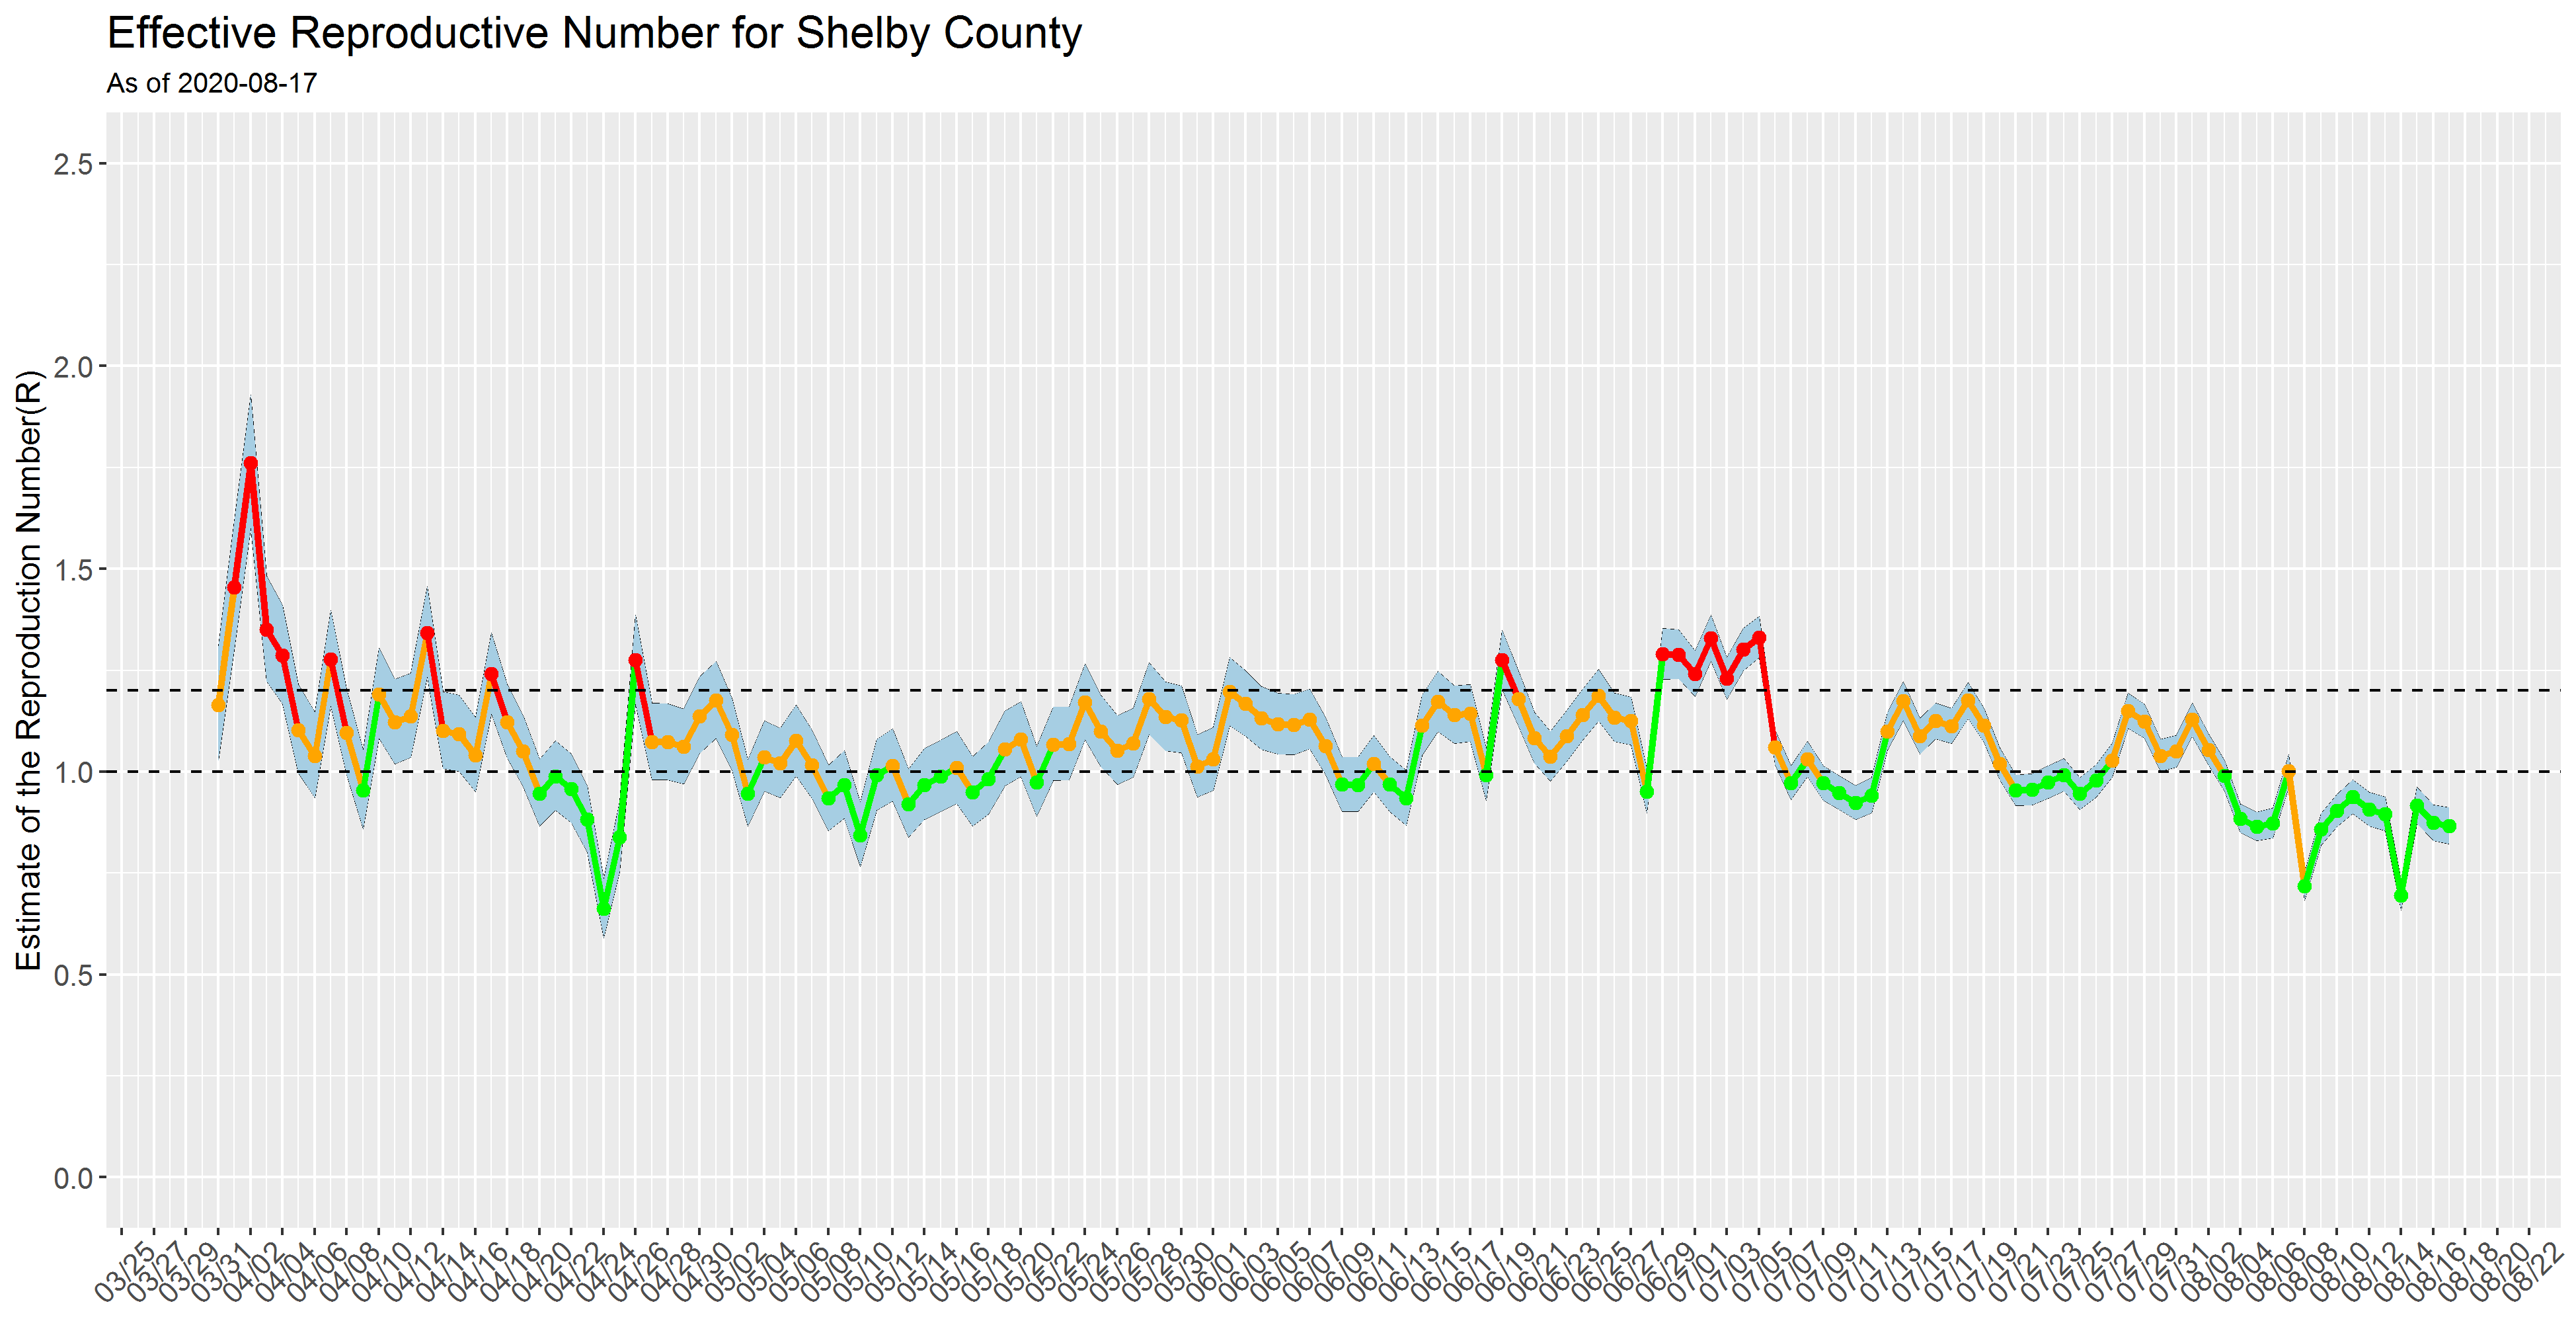 Effective Reproductive Number for Shelby County
As of 2020-08-17
Estimate of the Reproduction Number(R)
2.5
2.0
1.5
1.0
0.5
0.0
03/25 03/27 03/29 03/31 04/02 04/04 04/06 04/08 04/10 04/12 04/14 04/16 04/18 04/20 04/22 04/24 04/26 04/28 04/30 05/02 05/04 05/06 05/08 05/10 05/12 05/14 05/16 05/18 05/20 05/22 05/24 05/26 05/28 05/30 06/01 06/03 06/05 06/07 06/09 06/11 06/13 06/15 06/17 06/19 06/21 06/23 06/25 06/27 06/29 07/01 07/03 07/05 07/07 07/09 07/11 07/13 07/15 07/17 07/19 07/21 07/23 07/25 07/27 07/29 07/31 08/02 08/04 08/06 08/08 08/10 08/12 08/14 08/16 08/18 08/20 08/22